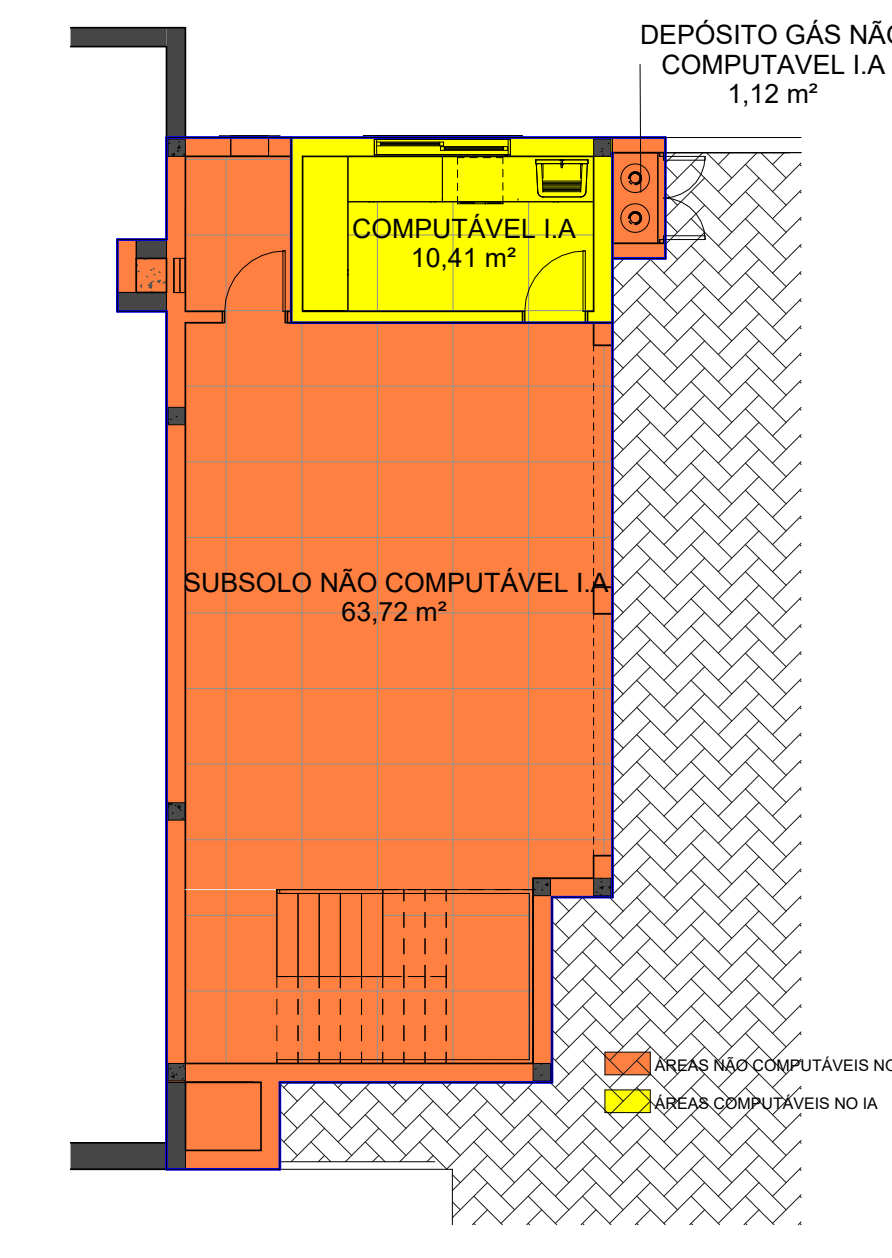 DEPÓSITO GÁS NÃO
COMPUTAVEL I.A
1,12 m²
COMPUTÁVEL I.A
10,41 m²
SUBSOLO NÃO COMPUTÁVEL I.A
63,72 m²
ÁREAS NÃO COMPUTÁVEIS NO
ÁREAS COMPUTÁVEIS NO IA